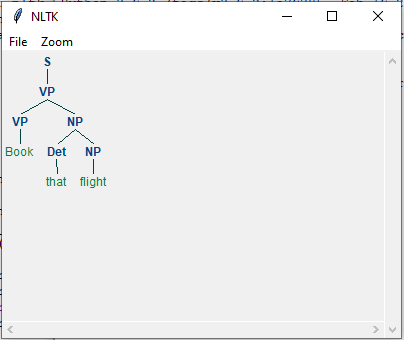 NLTK
File Zoom
S
VP
VP NP
Book Det NP
that flight